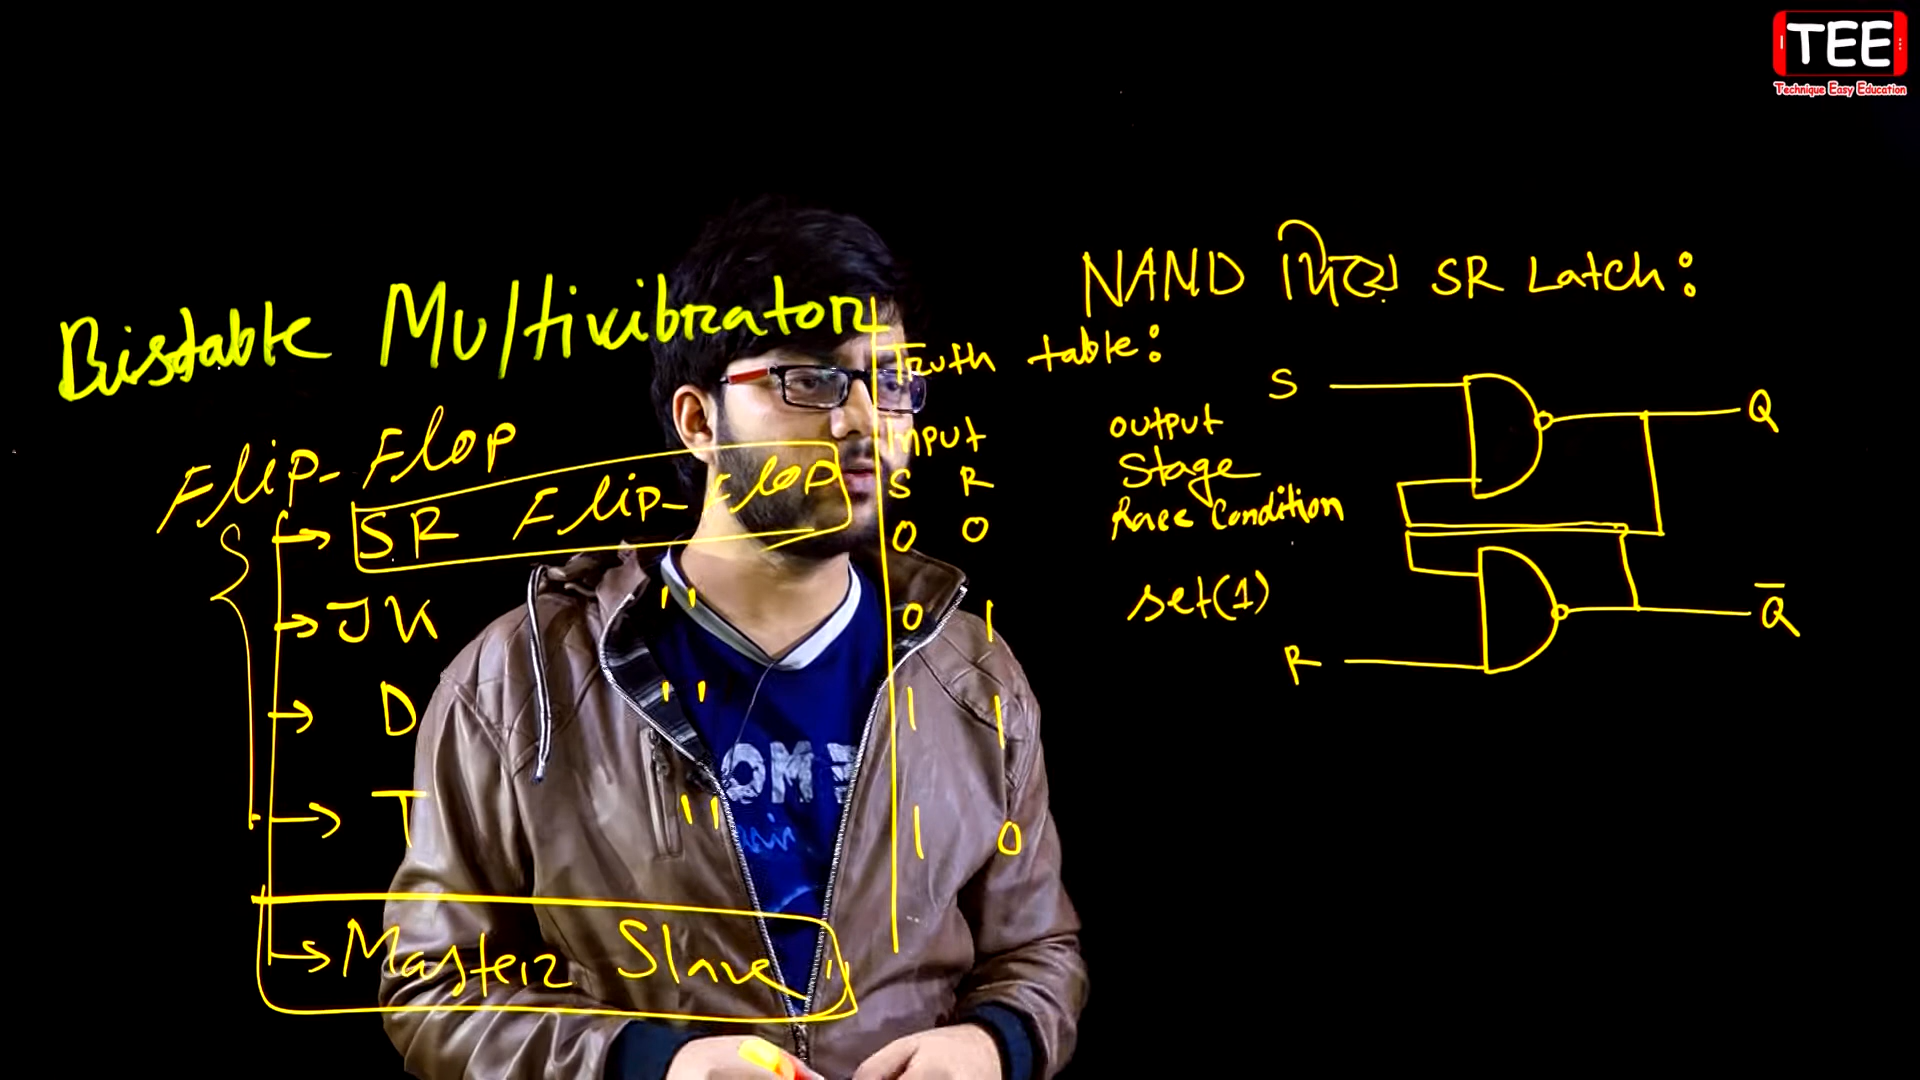 TEE
Technique Easy Education
Bistable Multivibrator
Flip-Flop
→ SR Flip-Flop
→ JK "
→ D "
→ T "
→ Master Slave
NAND দিয়ে SR Latch:
Truth table:
Input Output
S R Stage
0 0 Race Condition
0 1 set(1)
1 1
1 0
S Q
R Q̅